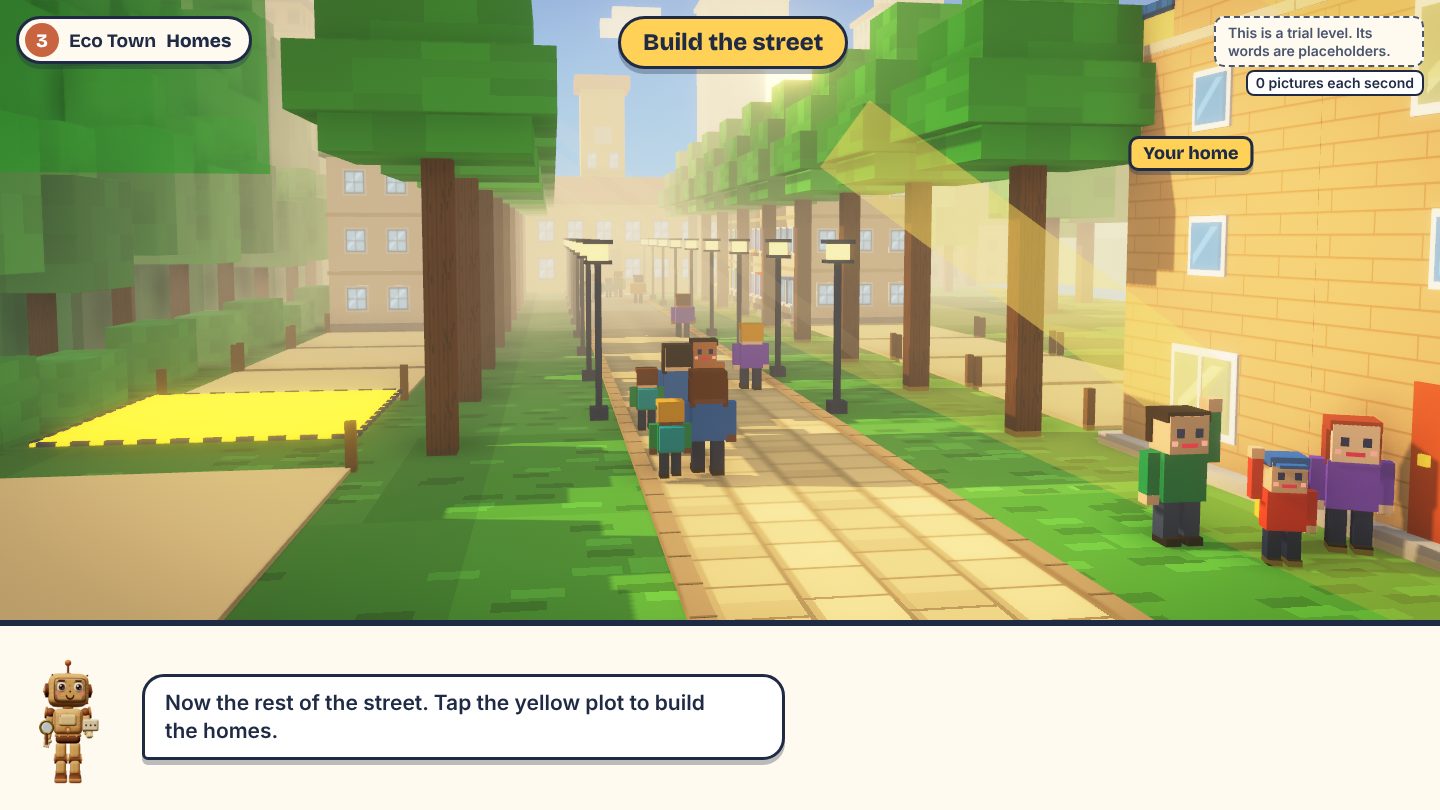 3 Eco Town Homes
Build the street
This is a trial level. Its
words are placeholders.
0 pictures each second
Your home
Now the rest of the street. Tap the yellow plot to build
the homes.